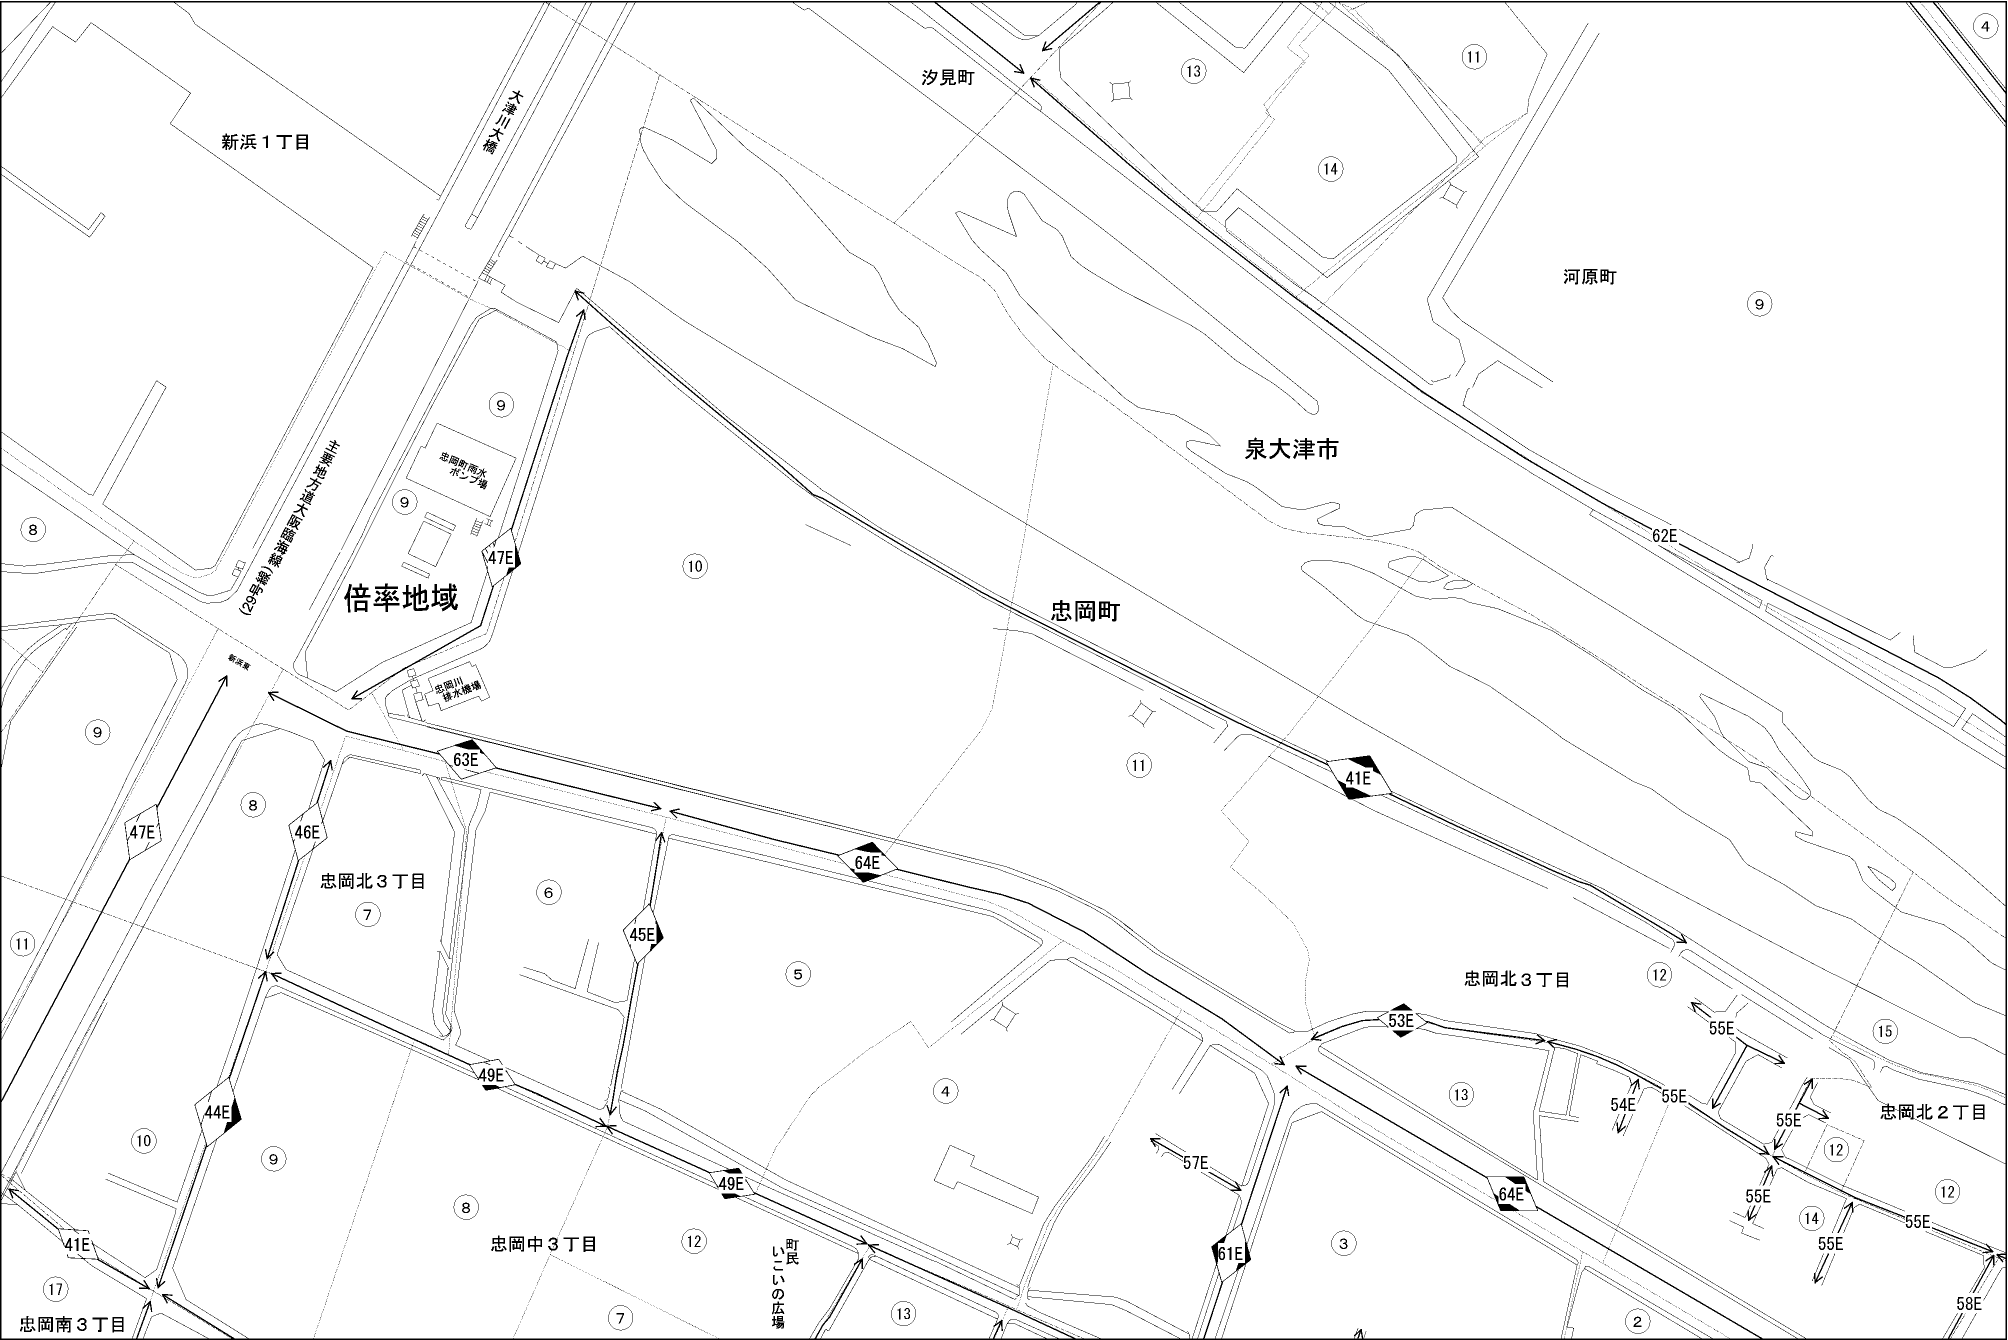 ④
⑪
⑬
汐見町
大津川大橋
新浜１丁目
⑭
河原町
⑨
⑨
泉大津市
忠岡町雨水
ポンプ場
主要地方道大阪臨海線
(29号線)
⑨
⑧
62E
47E
⑩
倍率地域
忠岡町
新浜東
忠岡川
排水機場
⑨
63E
⑪
41E
⑧
47E
46E
64E
忠岡北３丁目
⑥
⑦
45E
⑪
⑤
忠岡北３丁目
⑫
53E
55E
⑮
49E
④
⑬
54E
55E
44E
忠岡北２丁目
55E
⑩
⑫
⑨
57E
49E
⑫
64E
55E
⑧
⑭
55E
41E
忠岡中３丁目
⑫
町民
いこいの広場
61E
③
55E
⑰
58E
忠岡南３丁目
⑦
⑬
②